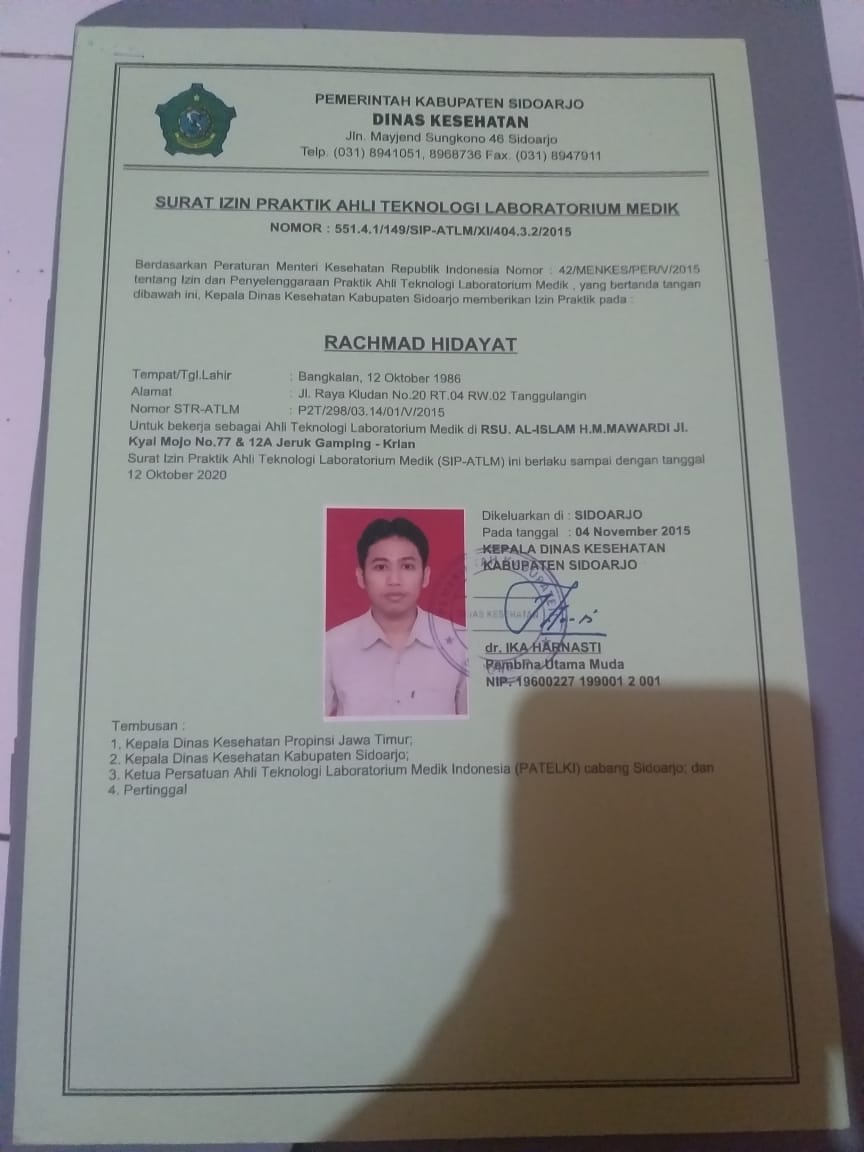 PEMERINTAH KABUPATEN SIDOARJO
DINAS KESEHATAN
Jln. Mayjend Sungkono 46 Sidoarjo
Telp. (031) 8941051, 8968736 Fax. (031) 8947911
SURAT IZIN PRAKTIK AHLI TEKNOLOGI LABORATORIUM MEDIK
NOMOR : 551.4.1/149/SIP-ATLM/XI/404.3.2/2015
Berdasarkan Peraturan Menteri Kesehatan Republik Indonesia Nomor : 42/MENKES/PER/V/2015
tentang Izin dan Penyelenggaraan Praktik Ahli Teknologi Laboratorium Medik , yang bertanda tangan
dibawah ini, Kepala Dinas Kesehatan Kabupaten Sidoarjo memberikan Izin Praktik pada :
RACHMAD HIDAYAT
Tempat/Tgl.Lahir : Bangkalan, 12 Oktober 1986
Alamat : Jl. Raya Kludan No.20 RT.04 RW.02 Tanggulangin
Nomor STR-ATLM : P2T/298/03.14/01/V/2015
Untuk bekerja sebagai Ahli Teknologi Laboratorium Medik di RSU. AL-ISLAM H.M.MAWARDI Jl.
Kyai Mojo No.77 & 12A Jeruk Gamping - Krian
Surat Izin Praktik Ahli Teknologi Laboratorium Medik (SIP-ATLM) ini berlaku sampai dengan tanggal
12 Oktober 2020
Dikeluarkan di : SIDOARJO
Pada tanggal : 04 November 2015
KEPALA DINAS KESEHATAN
KABUPATEN SIDOARJO
DINAS KESEHATAN
dr. IKA HARNASTI
Pembina Utama Muda
NIP. 19600227 199001 2 001
Tembusan :
1. Kepala Dinas Kesehatan Propinsi Jawa Timur;
2. Kepala Dinas Kesehatan Kabupaten Sidoarjo;
3. Ketua Persatuan Ahli Teknologi Laboratorium Medik Indonesia (PATELKI) cabang Sidoarjo; dan
4. Pertinggal